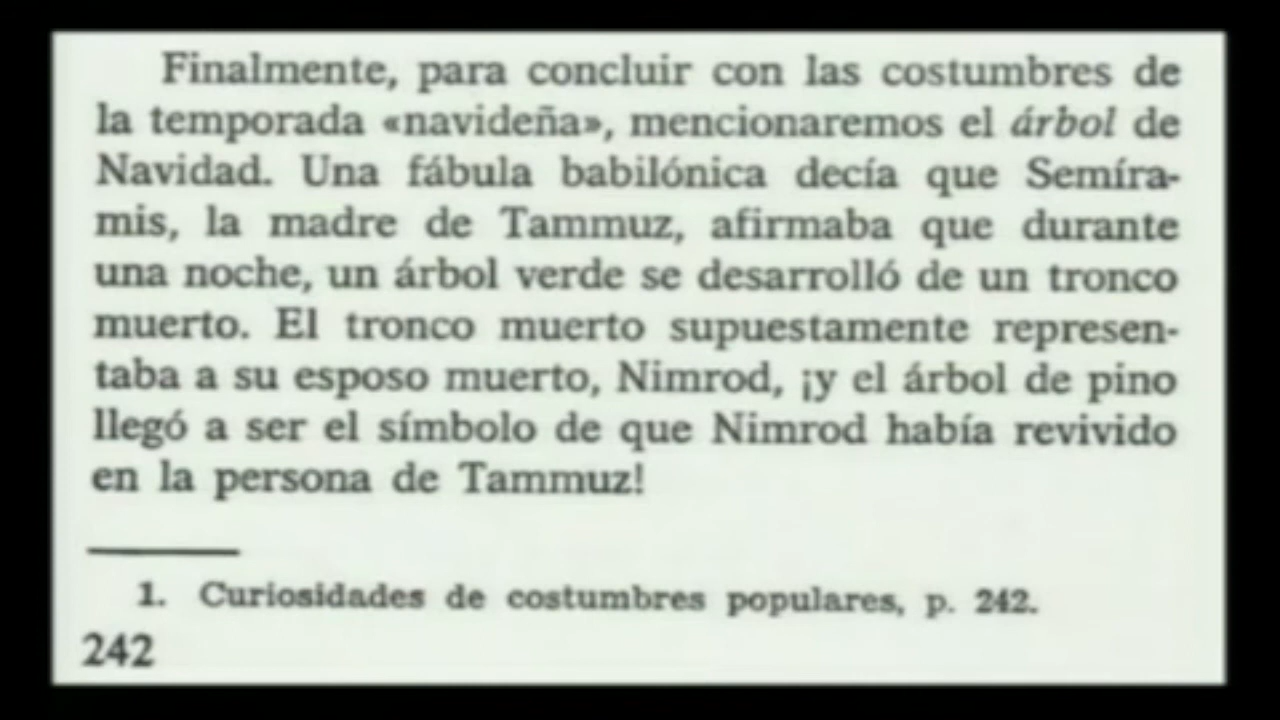 Finalmente, para concluir con las costumbres de
la temporada «navideña», mencionaremos el árbol de
Navidad. Una fábula babilónica decía que Semíra-
mis, la madre de Tammuz, afirmaba que durante
una noche, un árbol verde se desarrolló de un tronco
muerto. El tronco muerto supuestamente represen-
taba a su esposo muerto, Nimrod, ¡y el árbol de pino
llegó a ser el símbolo de que Nimrod había revivido
en la persona de Tammuz!
1. Curiosidades de costumbres populares, p. 242.
242